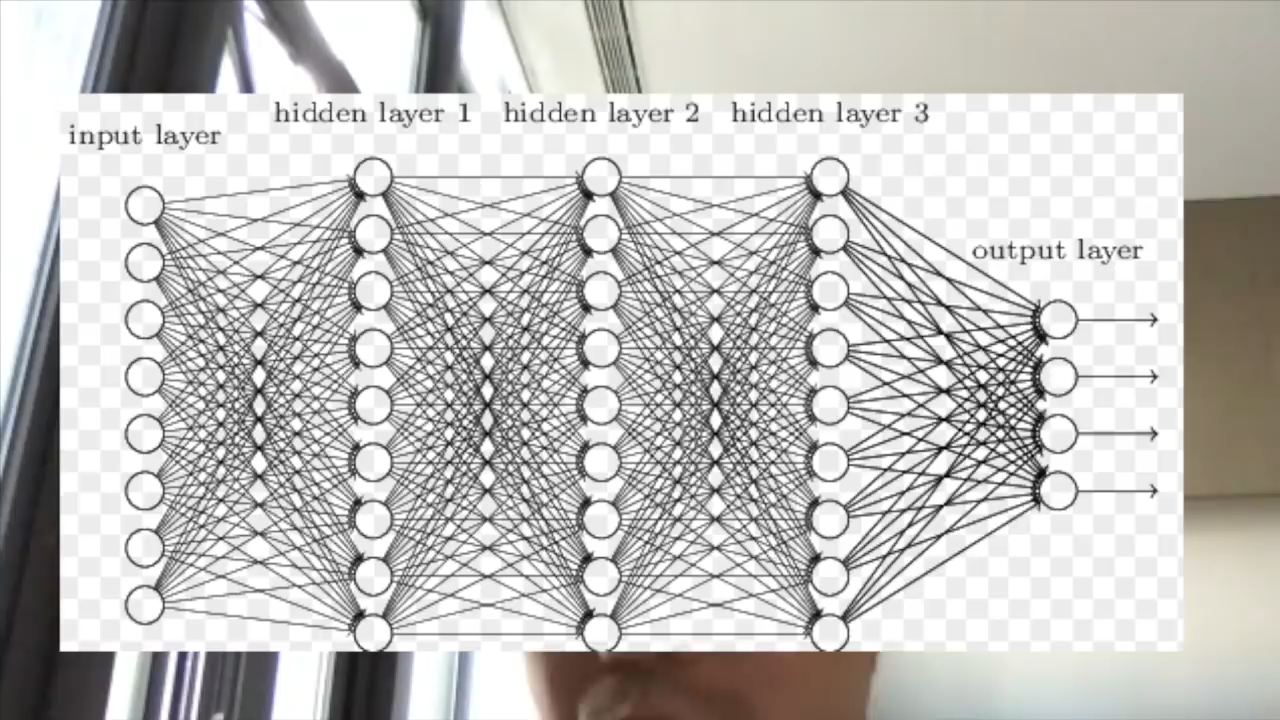 input layer
hidden layer 1
hidden layer 2
hidden layer 3
output layer